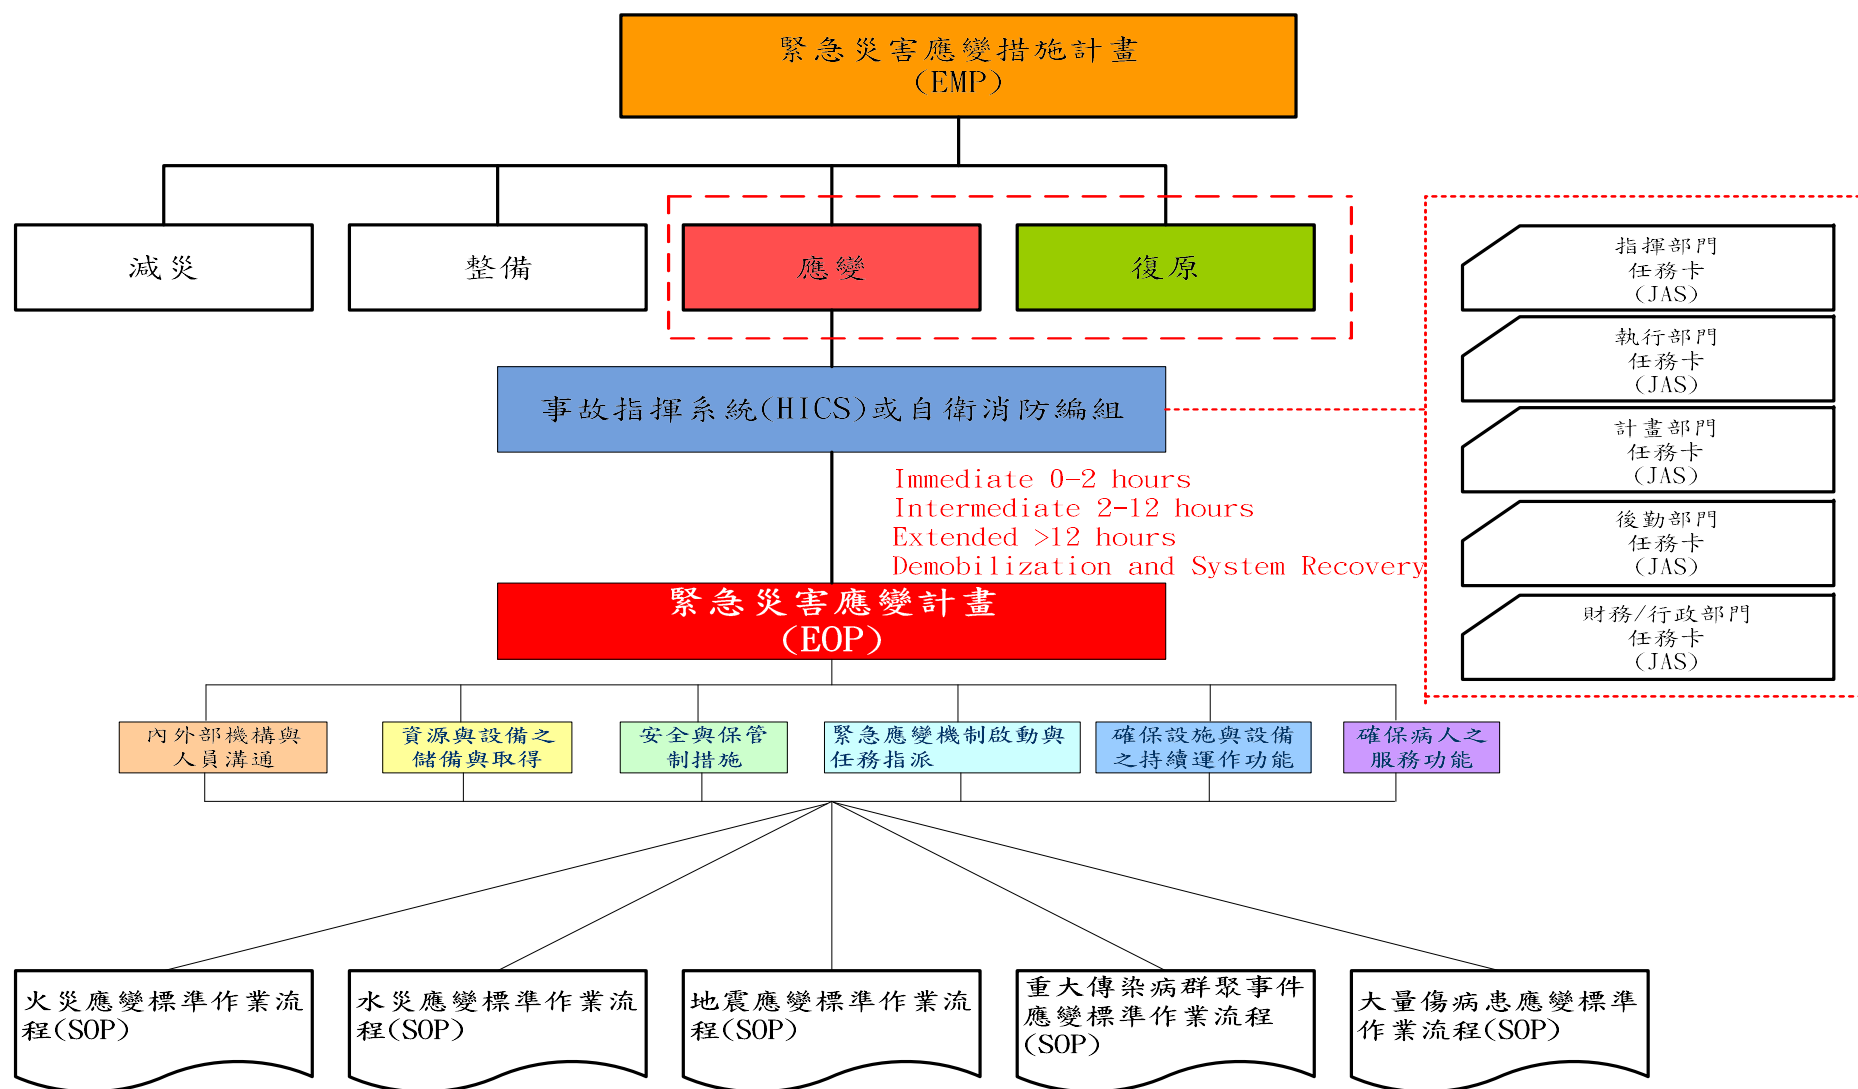 緊急災害應變措施計畫
(EMP)
減災
整備
應變
復原
指揮部門
任務卡
(JAS)
執行部門
任務卡
(JAS)
計畫部門
任務卡
(JAS)
後勤部門
任務卡
(JAS)
財務/行政部門
任務卡
(JAS)
事故指揮系統(HICS)或自衛消防編組
Immediate 0-2 hours
Intermediate 2-12 hours
Extended >12 hours
Demobilization and System Recovery
緊急災害應變計畫
(EOP)
內外部機構與
人員溝通
資源與設備之
儲備與取得
安全與保管
制措施
緊急應變機制啟動與
任務指派
確保設施與設備
之持續運作功能
確保病人之
服務功能
火災應變標準作業流
程(SOP)
水災應變標準作業流
程(SOP)
地震應變標準作業流
程(SOP)
重大傳染病群聚事件
應變標準作業流程
(SOP)
大量傷病患應變標準
作業流程(SOP)